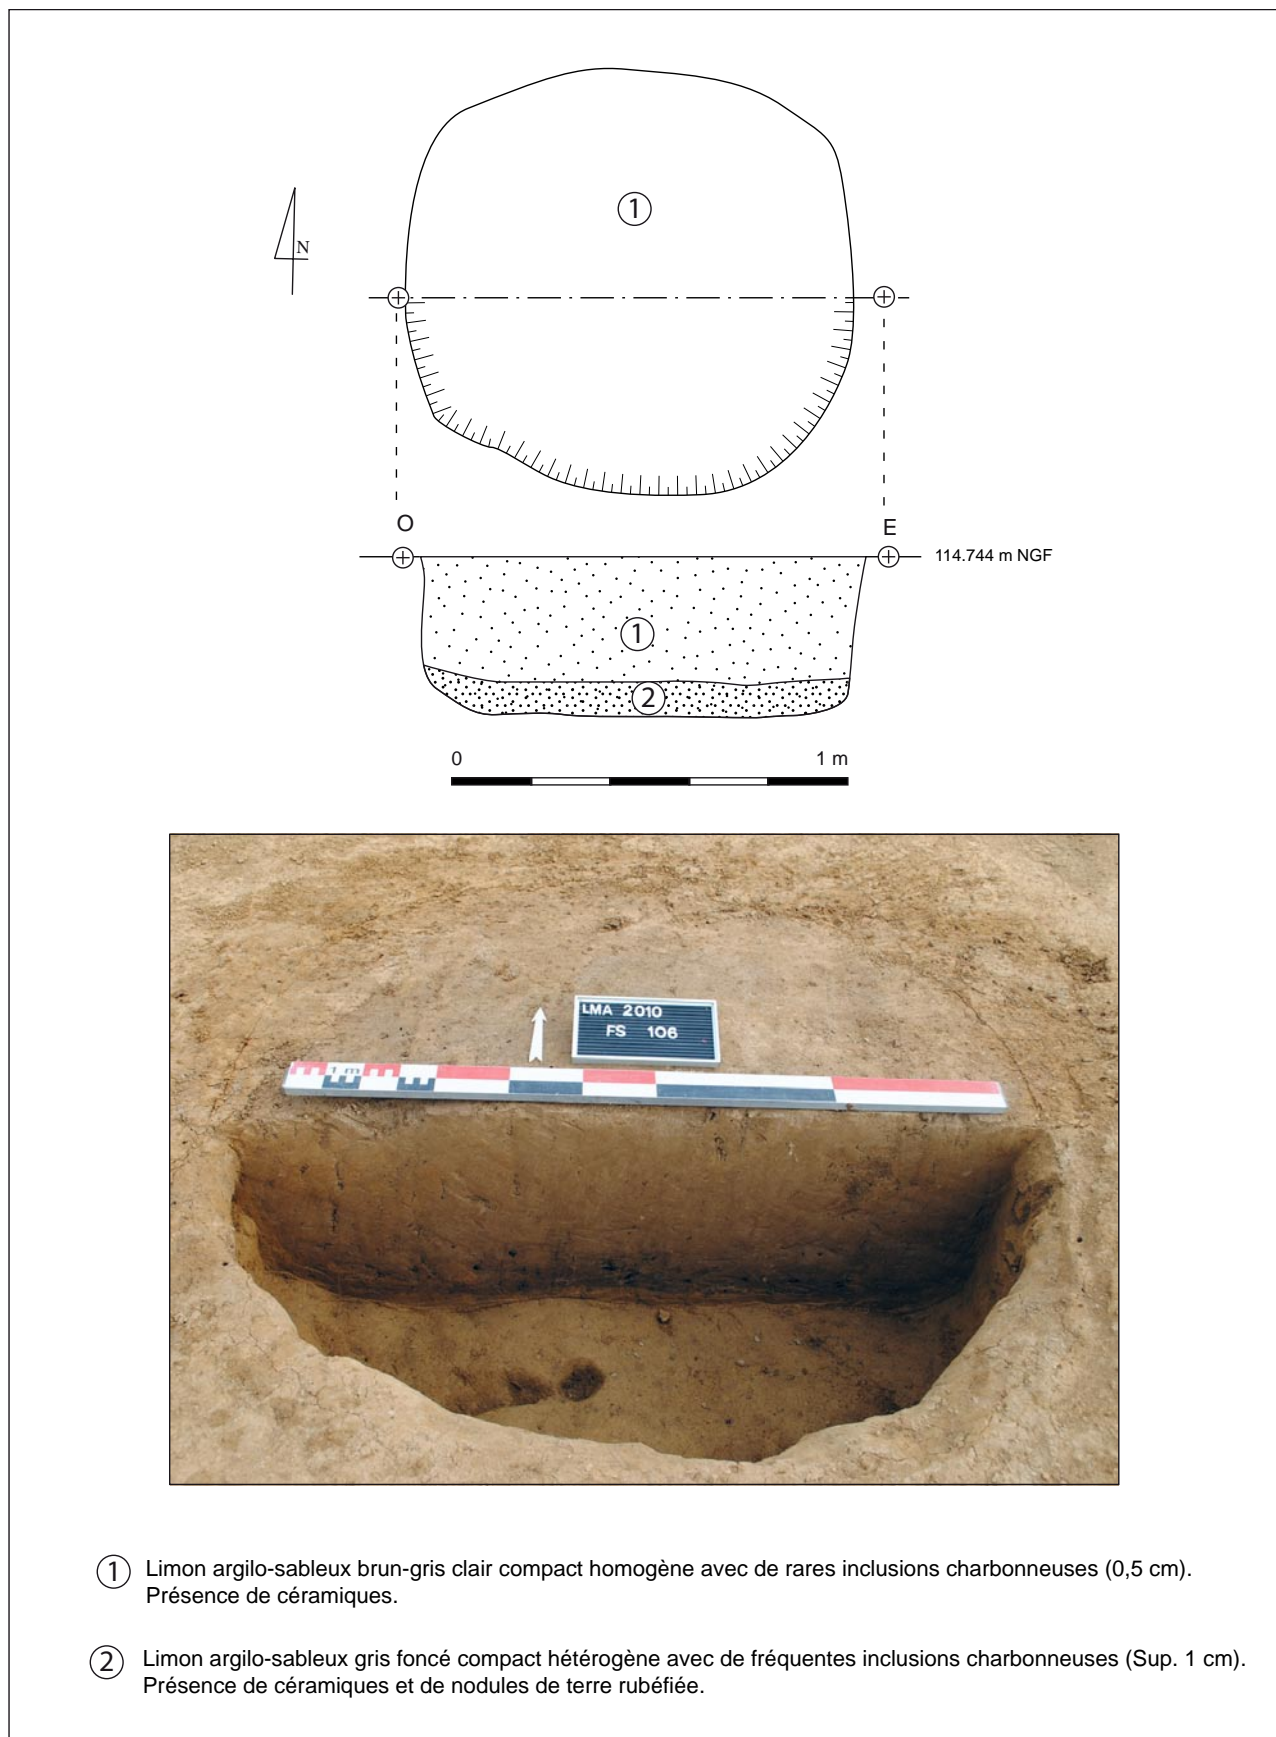 1
N
O
E
114.744 m NGF
1
2
0
1 m
LMA 2010
FS 106
1 m
1 Limon argilo-sableux brun-gris clair compact homogène avec de rares inclusions charbonneuses (0,5 cm).
Présence de céramiques.
2 Limon argilo-sableux gris foncé compact hétérogène avec de fréquentes inclusions charbonneuses (Sup. 1 cm).
Présence de céramiques et de nodules de terre rubéfiée.